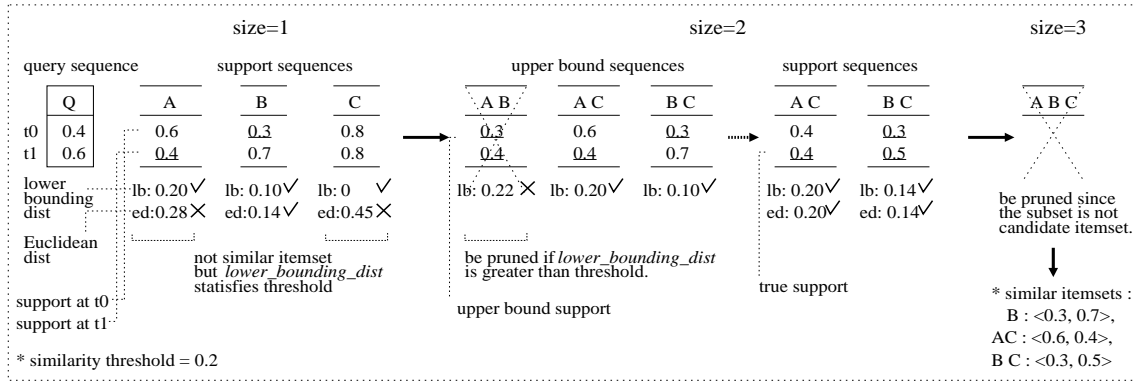 size=1 size=2 size=3
query sequence support sequences upper bound sequences support sequences
Q A B C A B A C B C A C B C A B C
t0 0.4 0.6 0.3 0.8 0.3 0.6 0.3 0.4 0.3
t1 0.6 0.4 0.7 0.8 0.4 0.4 0.7 0.4 0.5
lower bounding dist
lb: 0.20 ✓ lb: 0.10 ✓ lb: 0 ✓ lb: 0.22 ✕ lb: 0.20 ✓ lb: 0.10 ✓ lb: 0.20 ✓ lb: 0.14 ✓
ed:0.28 ✕ ed: 0.14 ✓ ed:0.45 ✕ ed: 0.20 ✓ ed: 0.14 ✓
Euclidean
dist
not similar itemset
but lower_bounding_dist
statisfies threshold
be pruned if lower_bounding_dist
is greater than threshold.
be pruned since
the subset is not
candidate itemset.
support at t0
support at t1
upper bound support
true support
* similar itemsets :
B : <0.3, 0.7>,
AC : <0.6, 0.4>,
B C : <0.3, 0.5>
* similarity threshold = 0.2